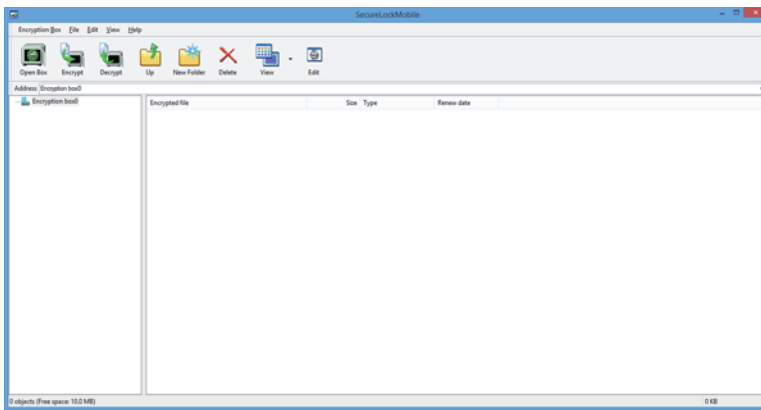 SecureLockMobile
Encryption Box File Edit View Help
Open Box Encrypt Decrypt Up New Folder Delete View Edit
Address Encryption box0
Encryption box0
Encrypted file Size Type Renew date
0 objects (Free space: 10.0 MB) 0 KB